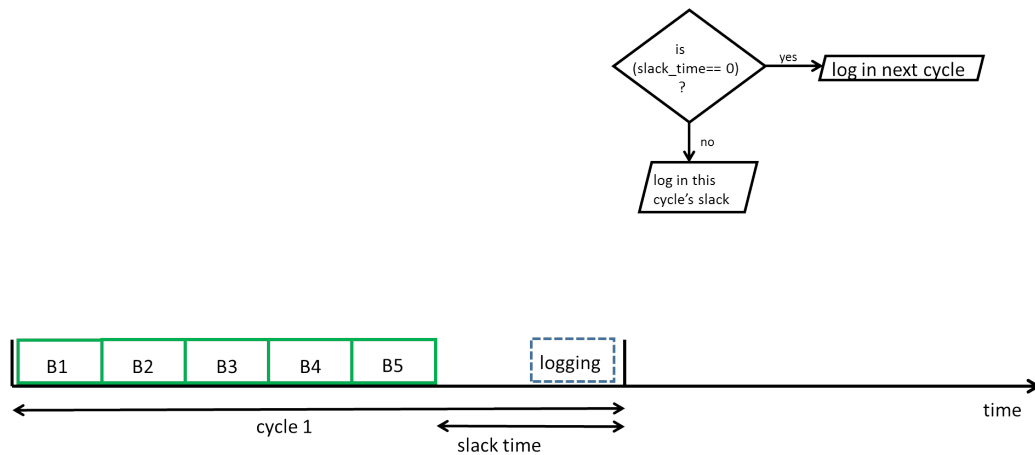 is
(slack_time== 0)
?
yes
log in next cycle
no
log in this
cycle's slack
B1
B2
B3
B4
B5
logging
time
cycle 1
slack time